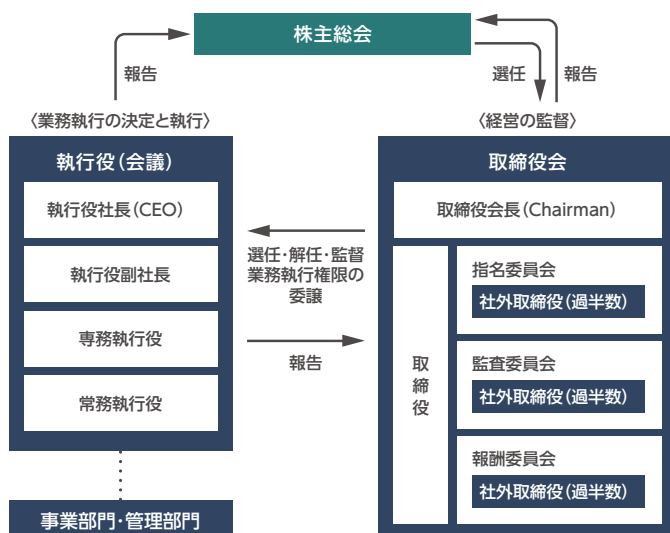 株主総会
報告
選任
報告
〈業務執行の決定と執行〉
〈経営の監督〉
執行役(会議)
執行役社長(CEO)
執行役副社長
専務執行役
常務執行役
事業部門・管理部門
選任・解任・監督
業務執行権限の
委譲
報告
取締役会
取締役会長(Chairman)
取締役
指名委員会
社外取締役(過半数)
監査委員会
社外取締役(過半数)
報酬委員会
社外取締役(過半数)